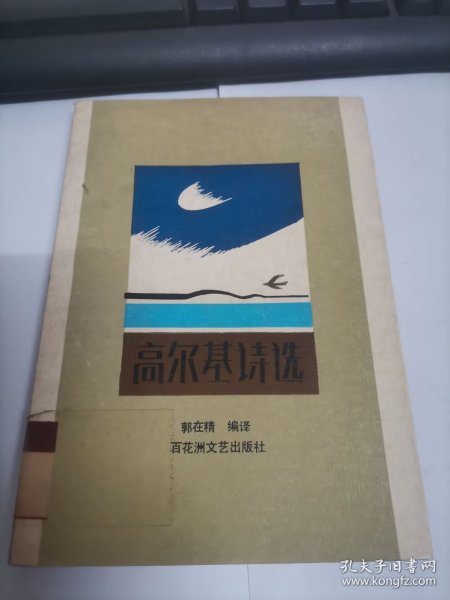 高尔基诗选
郭在精 编译
百花洲文艺出版社
孔夫子旧书网
www.kongfz.com